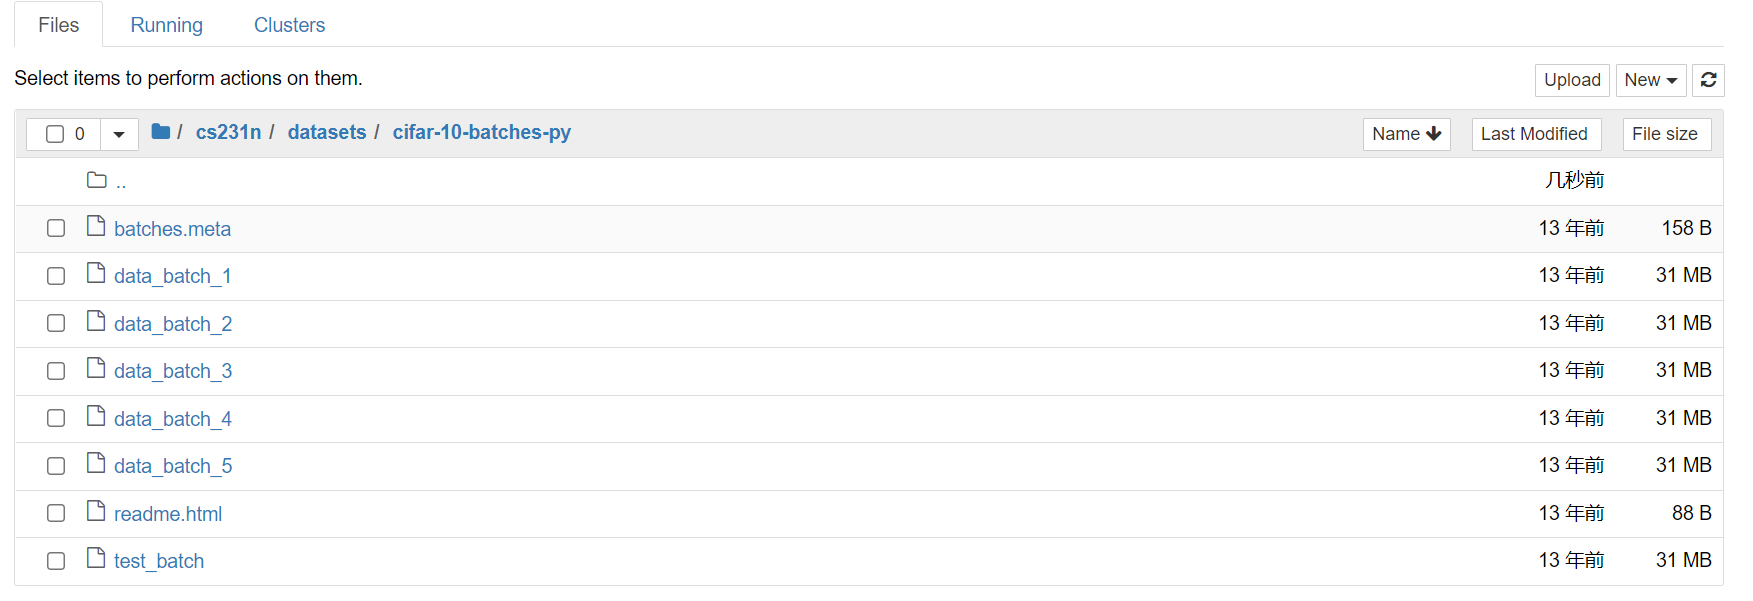 Files Running Clusters
Select items to perform actions on them.
Upload New
0 / cs231n / datasets / cifar-10-batches-py Name Last Modified File size
.. 几秒前
batches.meta 13 年前 158 B
data_batch_1 13 年前 31 MB
data_batch_2 13 年前 31 MB
data_batch_3 13 年前 31 MB
data_batch_4 13 年前 31 MB
data_batch_5 13 年前 31 MB
readme.html 13 年前 88 B
test_batch 13 年前 31 MB